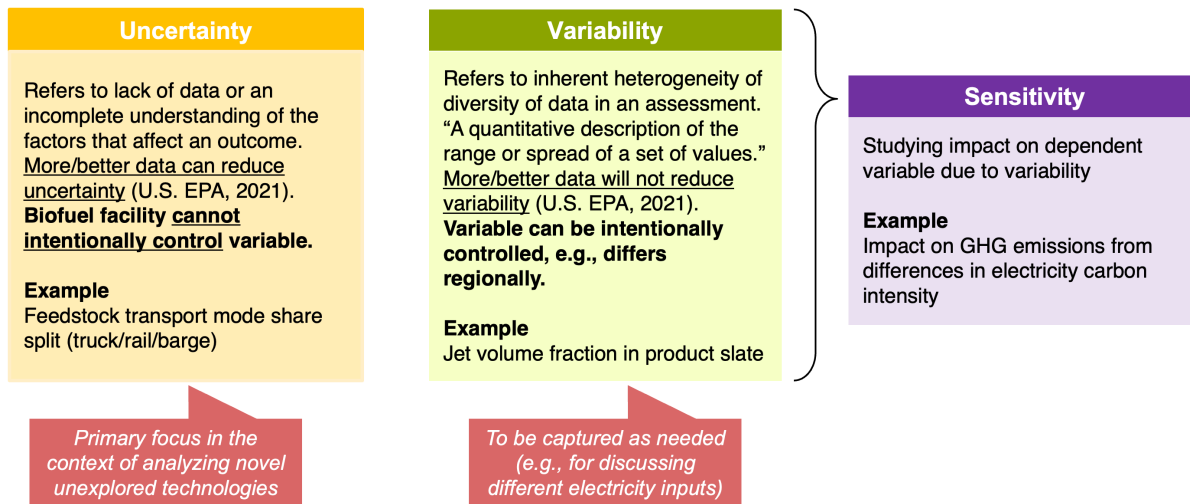 Uncertainty
Refers to lack of data or an
incomplete understanding of the
factors that affect an outcome.
More/better data can reduce
uncertainty (U.S. EPA, 2021).
Biofuel facility cannot
intentionally control variable.
Example
Feedstock transport mode share
split (truck/rail/barge)
Primary focus in the
context of analyzing novel
unexplored technologies
Variability
Refers to inherent heterogeneity of
diversity of data in an assessment.
“A quantitative description of the
range or spread of a set of values.”
More/better data will not reduce
variability (U.S. EPA, 2021).
Variable can be intentionally
controlled, e.g., differs
regionally.
Example
Jet volume fraction in product slate
To be captured as needed
(e.g., for discussing
different electricity inputs)
Sensitivity
Studying impact on dependent
variable due to variability
Example
Impact on GHG emissions from
differences in electricity carbon
intensity